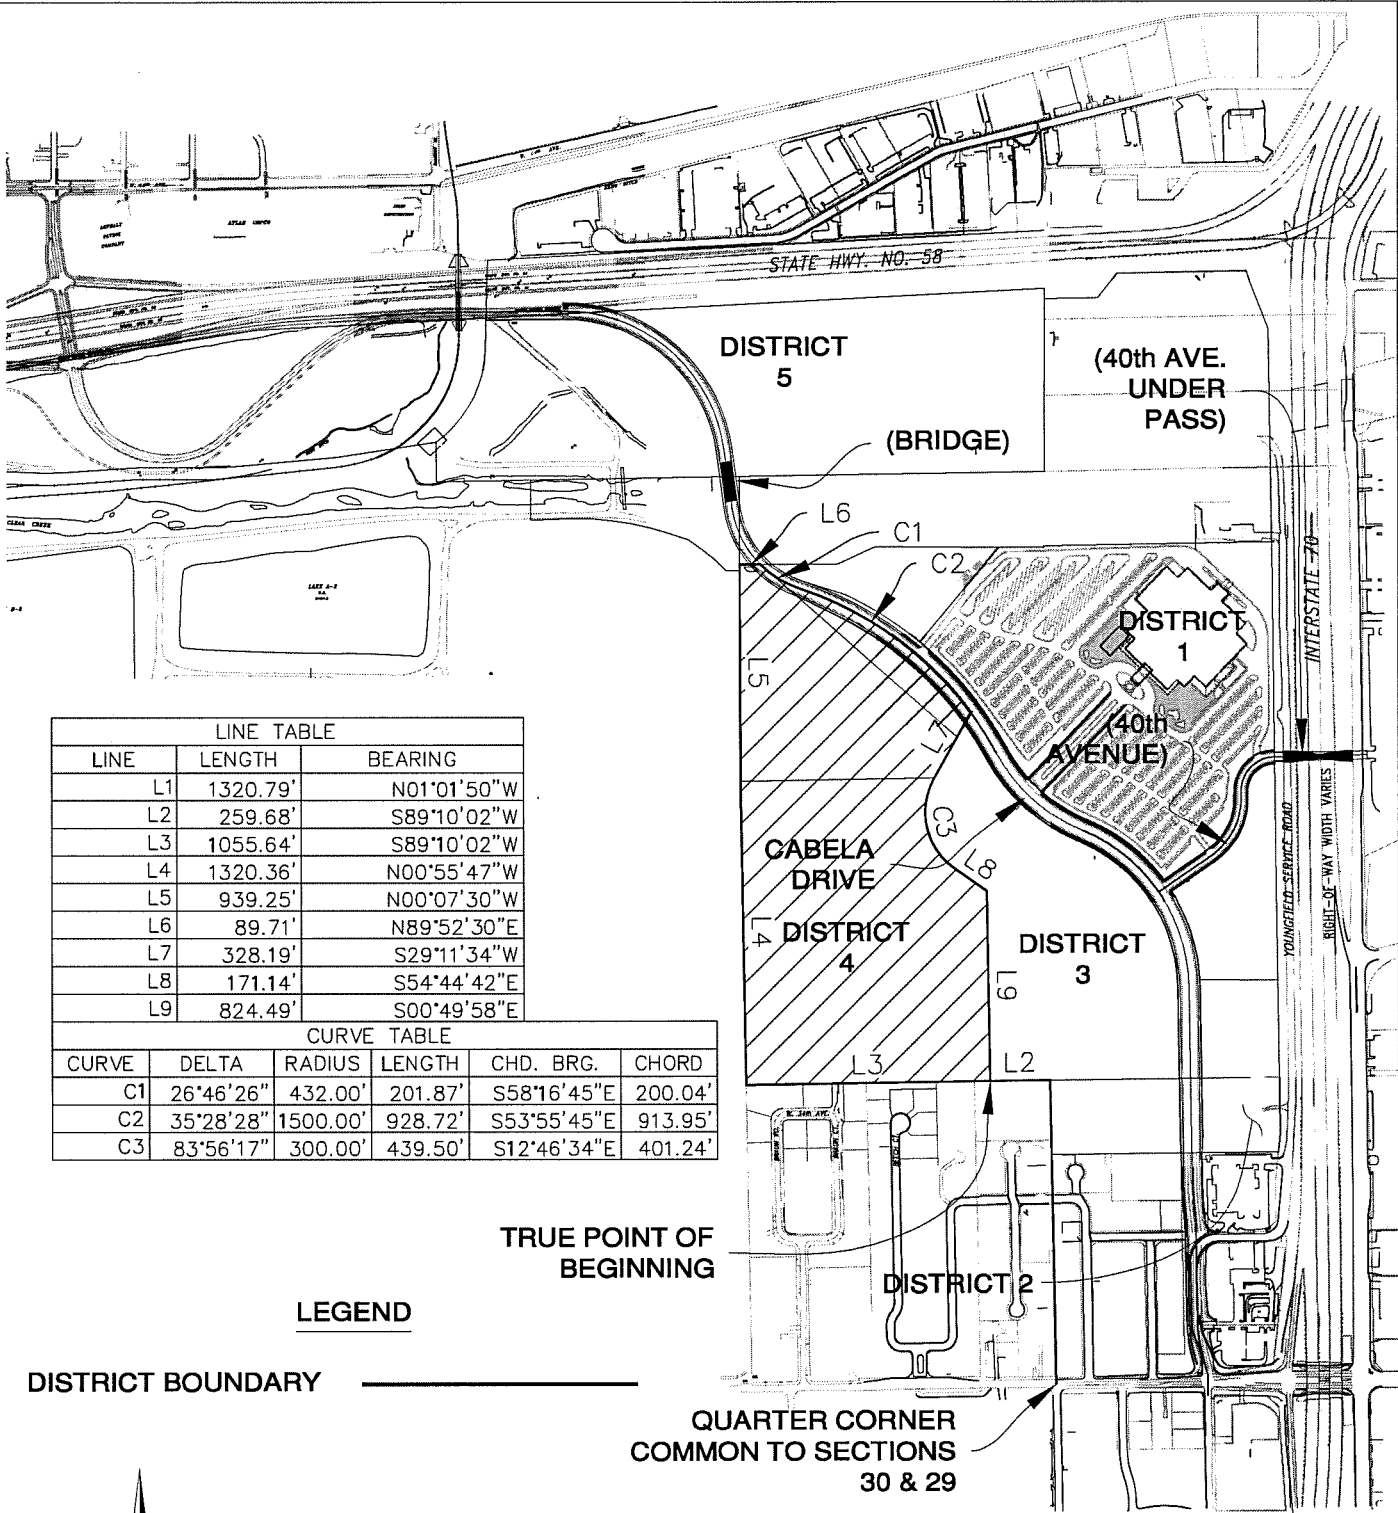 STATE HWY. NO. 58
ATLAS
DISTRICT
5
(40th AVE.
UNDER
PASS)
(BRIDGE)
L6
C1
C2
CLEAR CREEK
LAKE A-2
INTERSTATE 70
DISTRICT
1
L5
L7
(40th
AVENUE)
LINE TABLE
LINE LENGTH BEARING
L1 1320.79' N01°01'50"W
L2 259.68' S89°10'02"W
L3 1055.64' S89°10'02"W
L4 1320.36' N00°55'47"W
L5 939.25' N00°07'30"W
L6 89.71' N89°52'30"E
L7 328.19' S29°11'34"W
L8 171.14' S54°44'42"E
L9 824.49' S00°49'58"E
CURVE TABLE
CURVE DELTA RADIUS LENGTH CHD. BRG. CHORD
C1 26°46'26" 432.00' 201.87' S58°16'45"E 200.04'
C2 35°28'28" 1500.00' 928.72' S53°55'45"E 913.95'
C3 83°56'17" 300.00' 439.50' S12°46'34"E 401.24'
C3
CABELA
DRIVE
L8
YOUNGFIELD SERVICE ROAD
RIGHT-OF-WAY WIDTH VARIES
L4
DISTRICT
4
DISTRICT
3
L9
L3
L2
TRUE POINT OF
BEGINNING
DISTRICT 2
LEGEND
DISTRICT BOUNDARY
QUARTER CORNER
COMMON TO SECTIONS
30 & 29